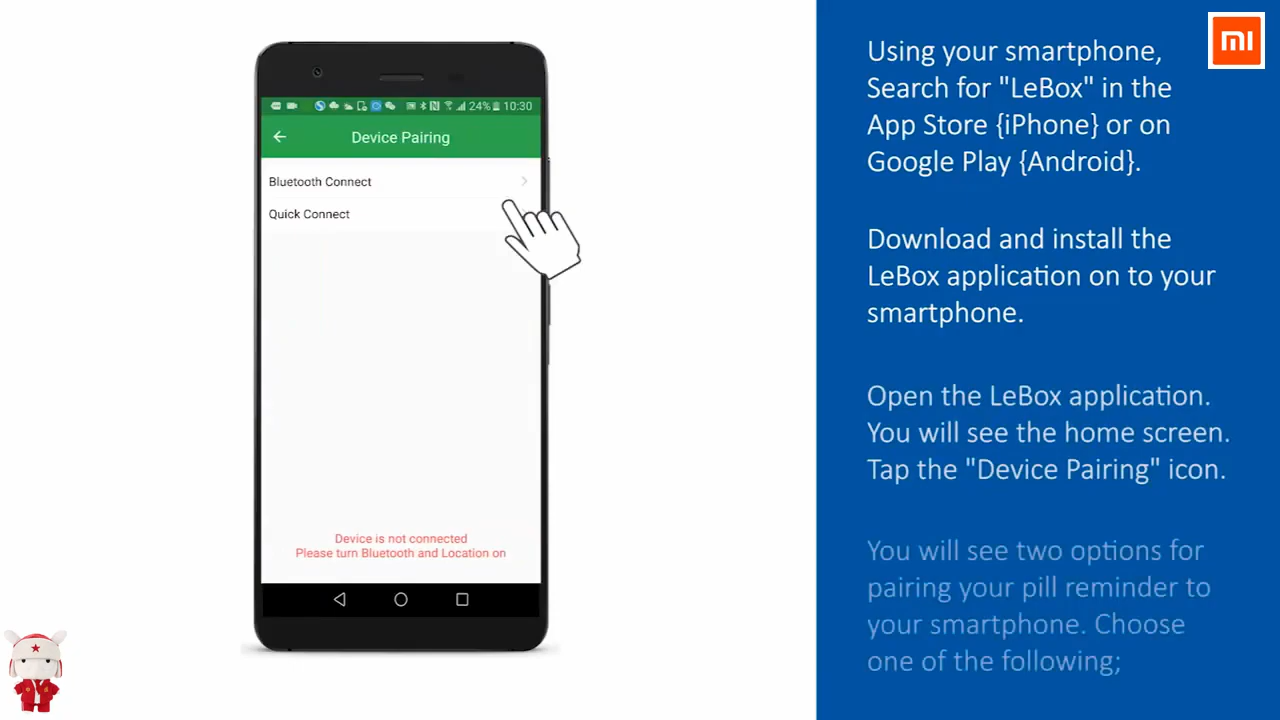 24% 10:30
Device Pairing
Bluetooth Connect
Quick Connect
Device is not connected
Please turn Bluetooth and Location on
mi
Using your smartphone,
Search for "LeBox" in the
App Store {iPhone} or on
Google Play {Android}.
Download and install the
LeBox application on to your
smartphone.
Open the LeBox application.
You will see the home screen.
Tap the "Device Pairing" icon.
You will see two options for
pairing your pill reminder to
your smartphone. Choose
one of the following;